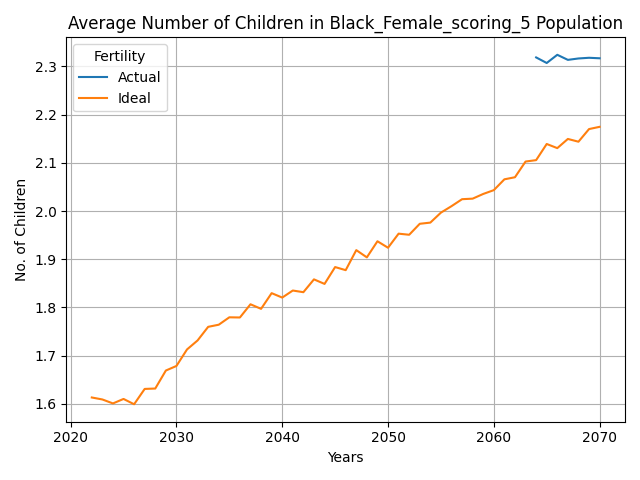 Average Number of Children in Black_Female_scoring_5 Population
Fertility
Actual
Ideal
No. of Children
2.3
2.2
2.1
2.0
1.9
1.8
1.7
1.6
2020 2030 2040 2050 2060 2070
Years